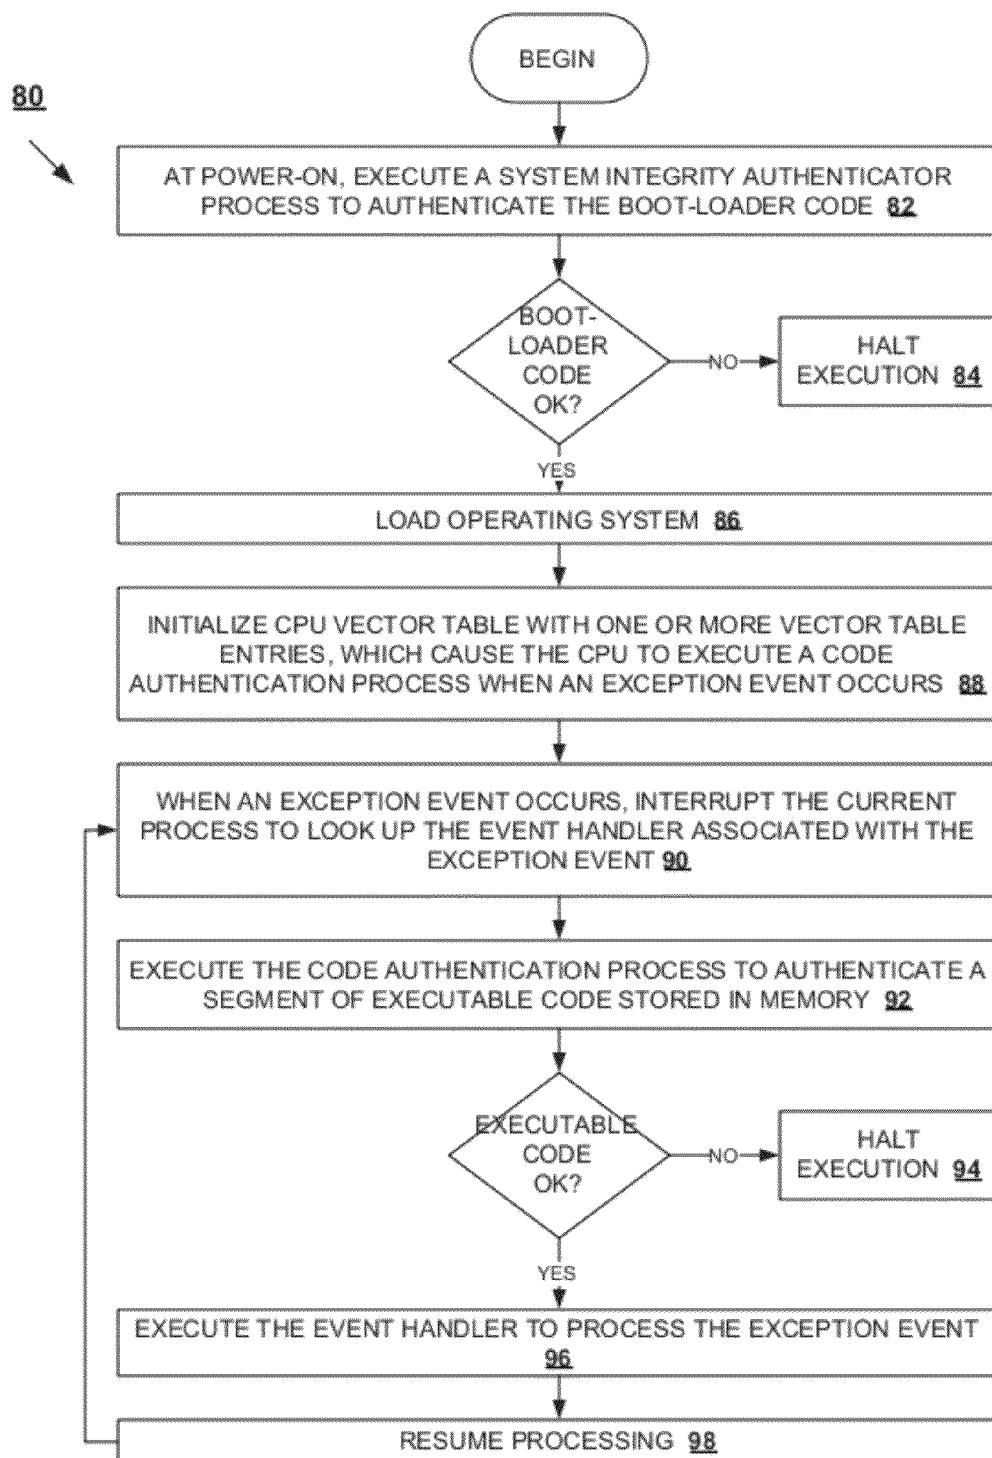 BEGIN
80
AT POWER-ON, EXECUTE A SYSTEM INTEGRITY AUTHENTICATOR
PROCESS TO AUTHENTICATE THE BOOT-LOADER CODE 82
BOOT-
LOADER
CODE
OK?
NO
HALT
EXECUTION 84
YES
LOAD OPERATING SYSTEM 86
INITIALIZE CPU VECTOR TABLE WITH ONE OR MORE VECTOR TABLE
ENTRIES, WHICH CAUSE THE CPU TO EXECUTE A CODE
AUTHENTICATION PROCESS WHEN AN EXCEPTION EVENT OCCURS 88
WHEN AN EXCEPTION EVENT OCCURS, INTERRUPT THE CURRENT
PROCESS TO LOOK UP THE EVENT HANDLER ASSOCIATED WITH THE
EXCEPTION EVENT 90
EXECUTE THE CODE AUTHENTICATION PROCESS TO AUTHENTICATE A
SEGMENT OF EXECUTABLE CODE STORED IN MEMORY 92
EXECUTABLE
CODE
OK?
NO
HALT
EXECUTION 94
YES
EXECUTE THE EVENT HANDLER TO PROCESS THE EXCEPTION EVENT
96
RESUME PROCESSING 98